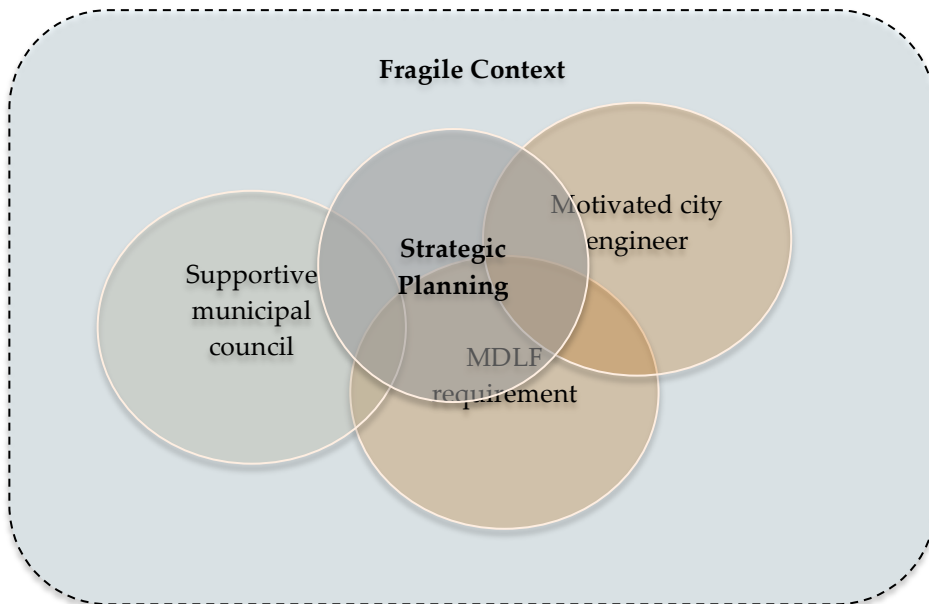 Fragile Context
Motivated city
engineer
Strategic
Planning
Supportive
municipal
council
MDLF
requirement